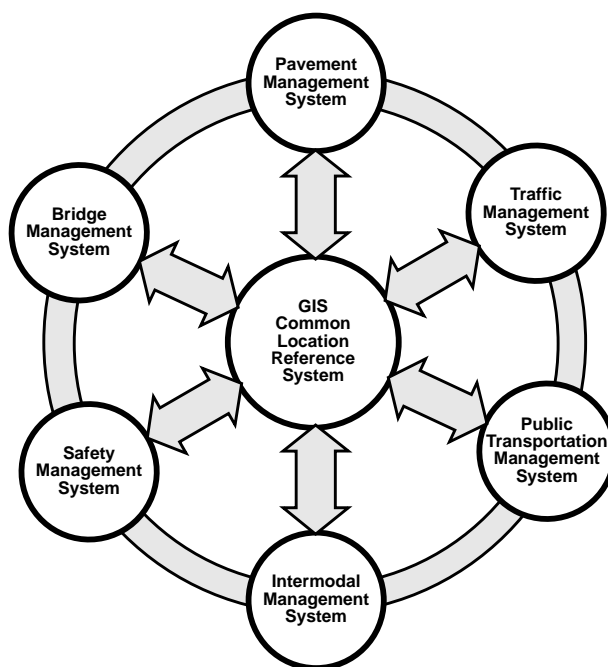 Pavement
Management
System
Traffic
Management
System
Bridge
Management
System
GIS
Common
Location
Reference
System
Public
Transportation
Management
System
Safety
Management
System
Intermodal
Management
System